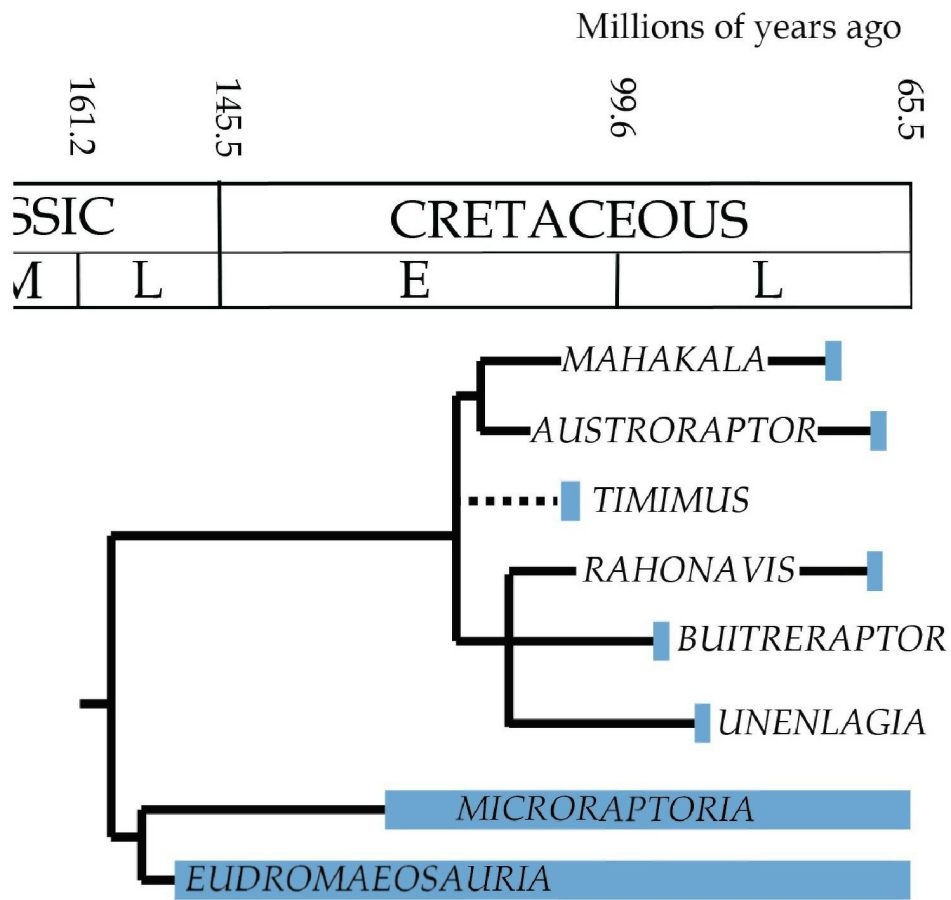 Millions of years ago
161.2 145.5 99.6 65.5
SSIC CRETACEOUS
M L E L
MAHAKALA
AUSTRORAPTOR
TIMIMUS
RAHONAVIS
BUITRERAPTOR
UNENLAGIA
MICRORAPTORIA
EUDROMAEOSAURIA